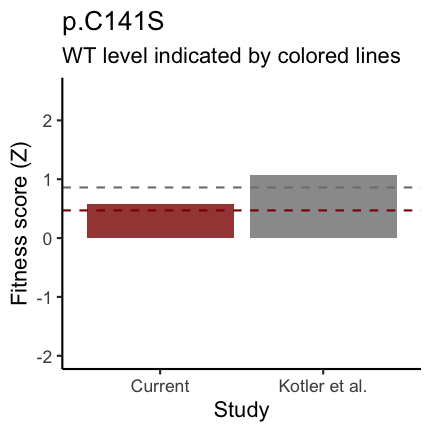 p.C141S
WT level indicated by colored lines
Fitness score (Z)
2
1
0
-1
-2
Current
Kotler et al.
Study